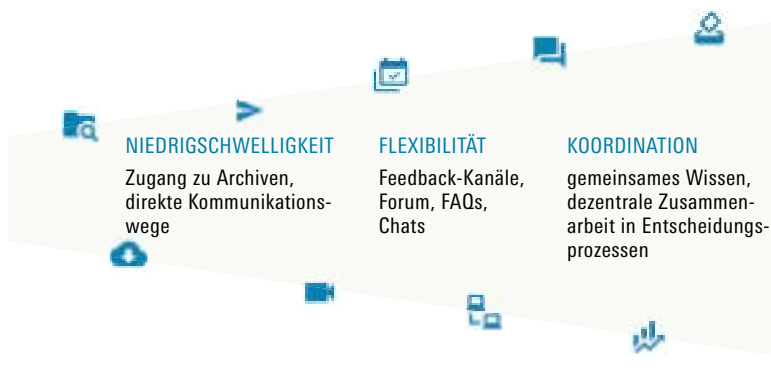 NIEDRIGSCHWELLIGKEIT
Zugang zu Archiven,
direkte Kommunikations-
wege
FLEXIBILITÄT
Feedback-Kanäle,
Forum, FAQs,
Chats
KOORDINATION
gemeinsames Wissen,
dezentrale Zusammen-
arbeit in Entscheidungs-
prozessen